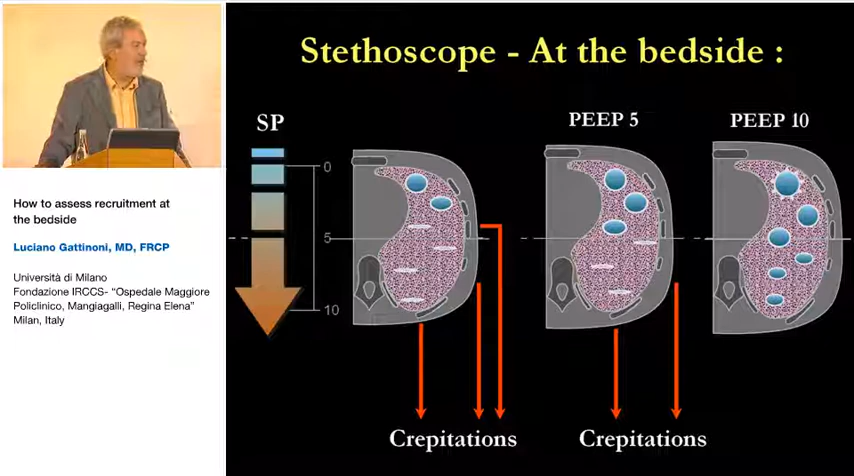 Stethoscope - At the bedside :
SP
PEEP 5
PEEP 10
0
5
10
Crepitations
Crepitations
How to assess recruitment at
the bedside
Luciano Gattinoni, MD, FRCP
Università di Milano
Fondazione IRCCS- “Ospedale Maggiore
Policlinico, Mangiagalli, Regina Elena”
Milan, Italy